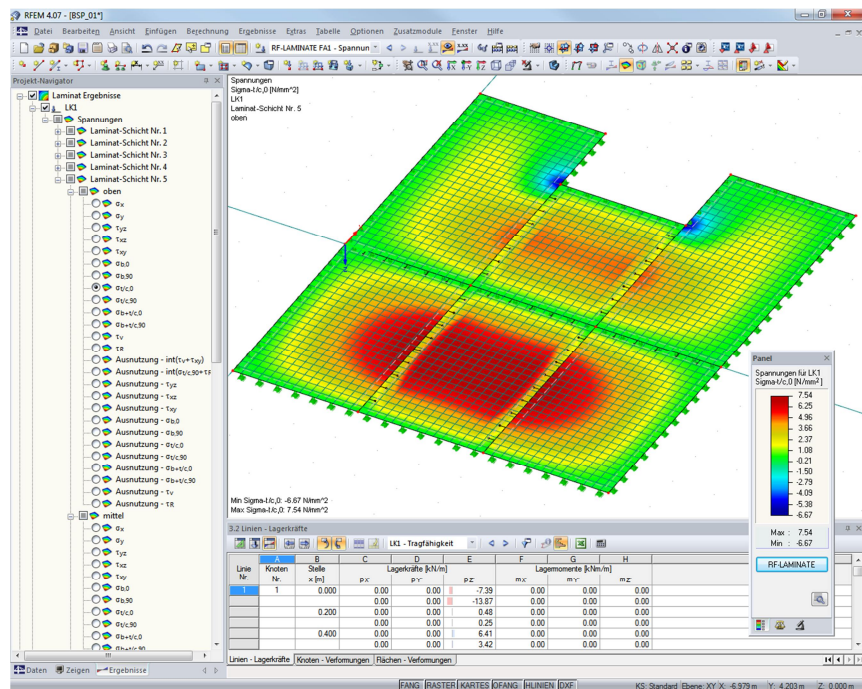 RFEM 4.07 - [BSP_01*]
Datei Bearbeiten Ansicht Einfügen Berechnung Ergebnisse Extras Tabelle Optionen Zusatzmodule Fenster Hilfe
RF-LAMINATE FA1 - Spannun
Projekt-Navigator
Laminat Ergebnisse
LK1
Spannungen
Laminat-Schicht Nr. 1
Laminat-Schicht Nr. 2
Laminat-Schicht Nr. 3
Laminat-Schicht Nr. 4
Laminat-Schicht Nr. 5
oben
σx
σy
τyz
τxz
τxy
σb,0
σb,90
σt/c,0
σt/c,90
σb+t/c,0
σb+t/c,90
τv
τR
Ausnutzung - int(τv+τxy)
Ausnutzung - int(σt/c,90+τR
Ausnutzung - τyz
Ausnutzung - τxz
Ausnutzung - τxy
Ausnutzung - σb,0
Ausnutzung - σb,90
Ausnutzung - σt/c,0
Ausnutzung - σt/c,90
Ausnutzung - σb+t/c,0
Ausnutzung - σb+t/c,90
Ausnutzung - τv
Ausnutzung - τR
mittel
σx
σy
τyz
τxz
τxy
σb,0
σb,90
σt/c,0
σt/c,90
σb+t/c,0
σb+t/c,90
Daten Zeigen Ergebnisse
Spannungen
Sigma-t/c,0 [N/mm^2]
LK1
Laminat-Schicht Nr. 5
oben
Min Sigma-t/c,0: -6.67 N/mm^2
Max Sigma-t/c,0: 7.54 N/mm^2
Panel
Spannungen für LK1
Sigma-t/c,0 [N/mm²]
7.54
6.25
4.96
3.66
2.37
1.08
-0.21
-1.50
-2.79
-4.09
-5.38
-6.67
Max : 7.54
Min : -6.67
RF-LAMINATE
3.2 Linien - Lagerkräfte
LK1 - Tragfähigkeit
A B C D E F G H
Linie Knoten Stelle Lagerkräfte [kN/m] Lagermomente [kNm/m]
Nr. Nr. x [m] px' py' pz' mx' my' mz'
1 1 0.000 0.00 0.00 -7.39 0.00 0.00 0.00
0.00 0.00 -13.87 0.00 0.00 0.00
0.200 0.00 0.00 0.48 0.00 0.00 0.00
0.00 0.00 0.25 0.00 0.00 0.00
0.400 0.00 0.00 6.41 0.00 0.00 0.00
0.00 0.00 3.42 0.00 0.00 0.00
Linien - Lagerkräfte Knoten - Verformungen Flächen - Verformungen
FANG RASTER KARTES OFANG HLINIEN DXF KS: Standard Ebene: XY X: -6.979 m Y: 4.203 m Z: 0.000 m